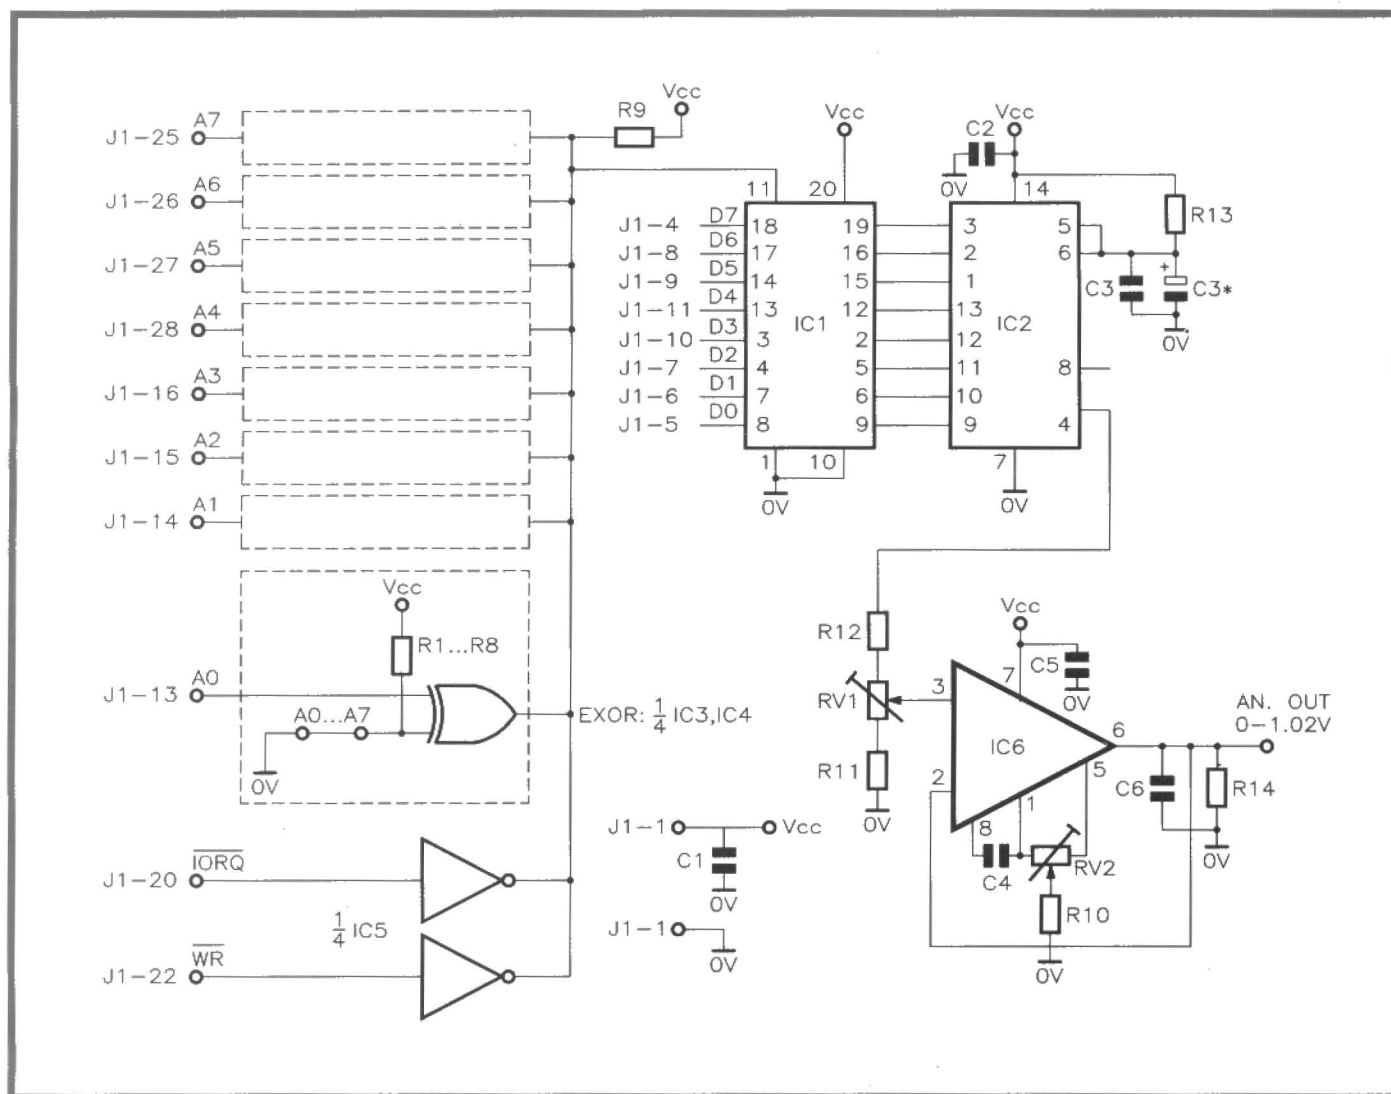 J1-25 A7
J1-26 A6
J1-27 A5
J1-28 A4
J1-16 A3
J1-15 A2
J1-14 A1
Vcc
R1...R8
J1-13 A0
A0...A7
0V
EXOR: 1/4 IC3,IC4
J1-20 IORQ
1/4 IC5
J1-22 WR
R9
Vcc
Vcc
11 20
J1-4 D7 18 19
J1-8 D6 17 16
J1-9 D5 14 15
J1-11 D4 13 12
IC1
J1-10 D3 3 2
J1-7 D2 4 5
J1-6 D1 7 6
J1-5 D0 8 9
1 10
0V
C2 Vcc
0V 14
R13
3 5
2 6
1
13
IC2
12
11 8
10
9 4
7
0V
C3 + C3*
0V
R12
RV1
R11
0V
Vcc
C5
0V
7
3
IC6
2
6
5
1
8
C4
RV2
R10
0V
AN. OUT
0-1.02V
C6
R14
0V
J1-1 Vcc
C1
0V
J1-1
0V